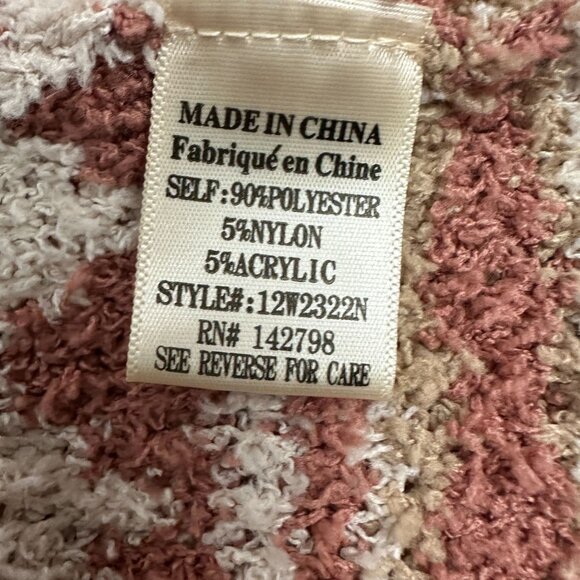 MADE IN CHINA
Fabriqué en Chine
SELF:90%POLYESTER
5%NYLON
5%ACRYLIC
STYLE#:12W2322N
RN# 142798
SEE REVERSE FOR CARE